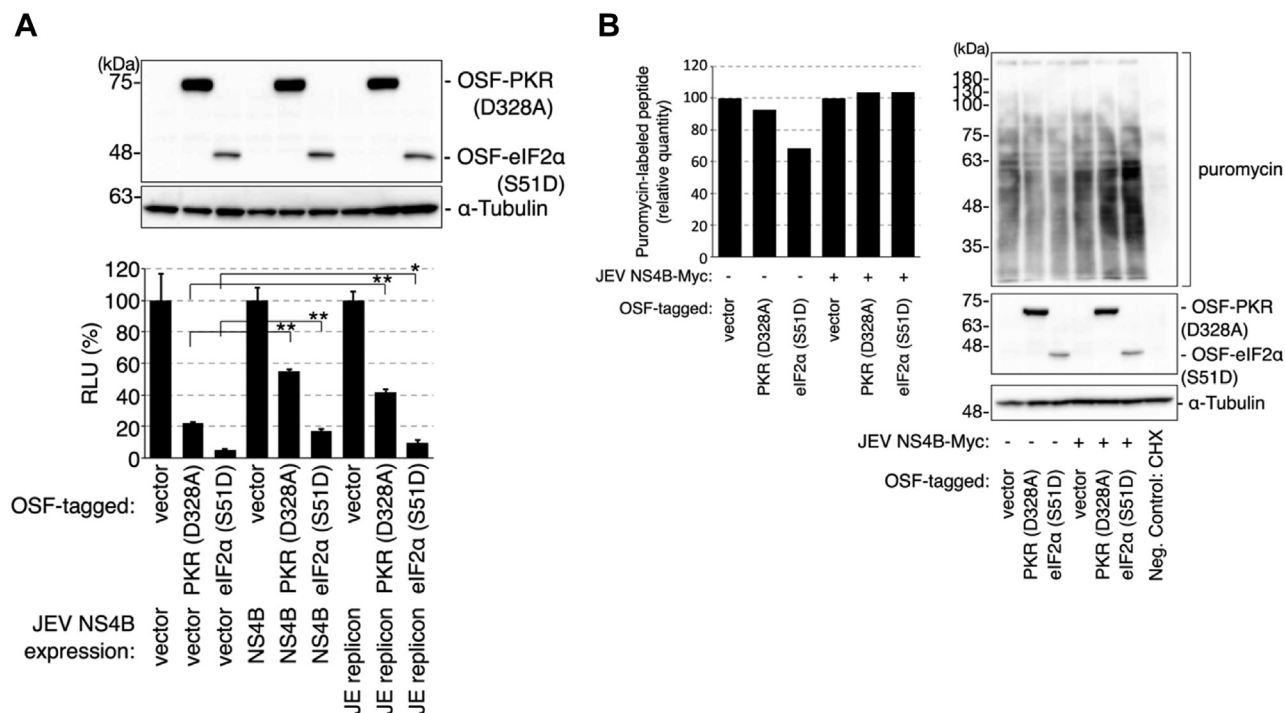 A
(kDa)
75-
48-
63-
- OSF-PKR
(D328A)
- OSF-eIF2α
(S51D)
- α-Tubulin
120
100
80
60
40
20
0
RLU (%)
*
**
**
OSF-tagged:
vector
PKR (D328A)
eIF2α (S51D)
vector
PKR (D328A)
eIF2α (S51D)
vector
PKR (D328A)
eIF2α (S51D)
JEV NS4B
expression:
vector
vector
vector
NS4B
NS4B
NS4B
JE replicon
JE replicon
JE replicon
B
120
100
80
60
40
20
0
Puromycin-labeled peptide
(relative quantity)
JEV NS4B-Myc: - - - + + +
OSF-tagged:
vector
PKR (D328A)
eIF2α (S51D)
vector
PKR (D328A)
eIF2α (S51D)
(kDa)
180-
130-
100-
75-
63-
48-
35-
puromycin
75-
63-
48-
- OSF-PKR
(D328A)
- OSF-eIF2α
(S51D)
48-
- α-Tubulin
JEV NS4B-Myc: - - - + + +
OSF-tagged:
vector
PKR (D328A)
eIF2α (S51D)
vector
PKR (D328A)
eIF2α (S51D)
Neg. Control: CHX